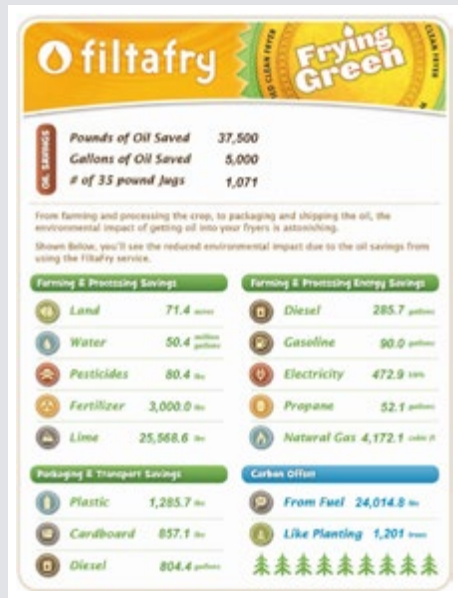 filtafry
Frying
Green
CLEAN FRYER
CLEAN FRYER
OIL SAVINGS
Pounds of Oil Saved 37,500
Gallons of Oil Saved 5,000
# of 35 pound Jugs 1,071
From farming and processing the crop, to packaging and shipping the oil, the
environmental impact of getting oil into your fryers is astonishing.
Shown Below, you'll see the reduced environmental impact due to the oil savings from
using the FiltaFry service.
Farming & Processing Savings
Land 71.4 acres
Water 50.4 million gallons
Pesticides 80.4 lbs
Fertilizer 3,000.0 lbs
Lime 25,568.6 lbs
Farming & Processing Energy Savings
Diesel 285.7 gallons
Gasoline 90.0 gallons
Electricity 472.9
Propane 52.1 gallons
Natural Gas 4,172.1 cubic ft
Packaging & Transport Savings
Plastic 1,285.7 lbs
Cardboard 857.1 lbs
Diesel 804.4 gallons
Carbon Offset
From Fuel 24,014.8 lbs
Like Planting 1,201 trees